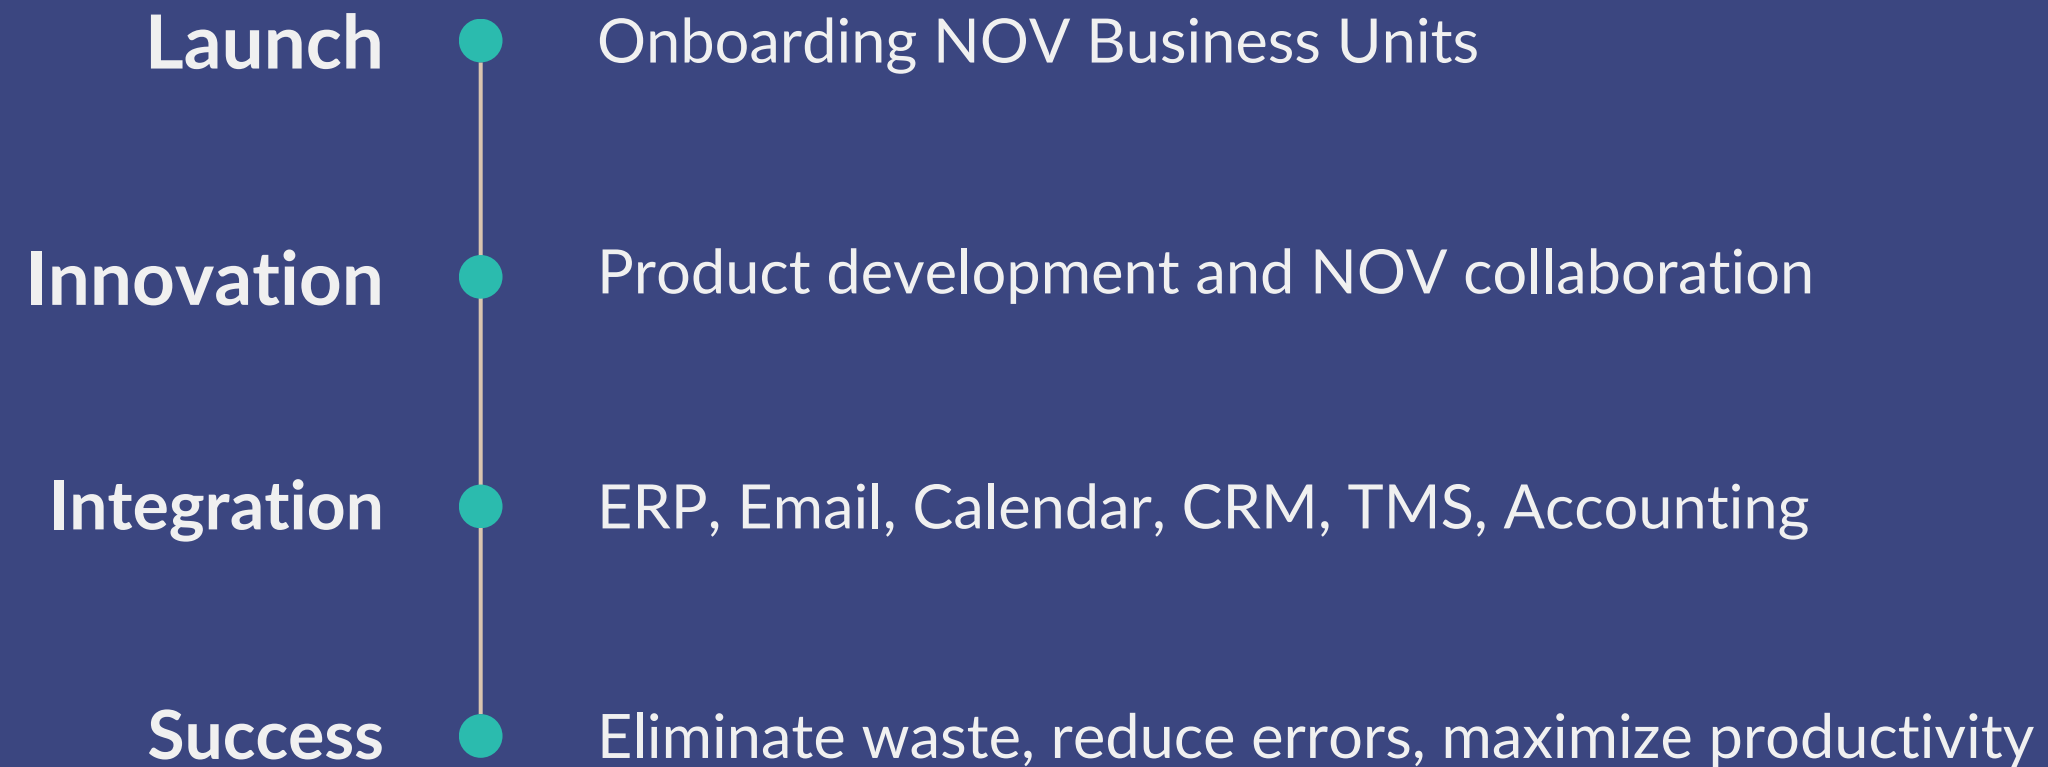 Launch
Onboarding NOV Business Units
Innovation
Product development and NOV collaboration
Integration
ERP, Email, Calendar, CRM, TMS, Accounting
Success
Eliminate waste, reduce errors, maximize productivity